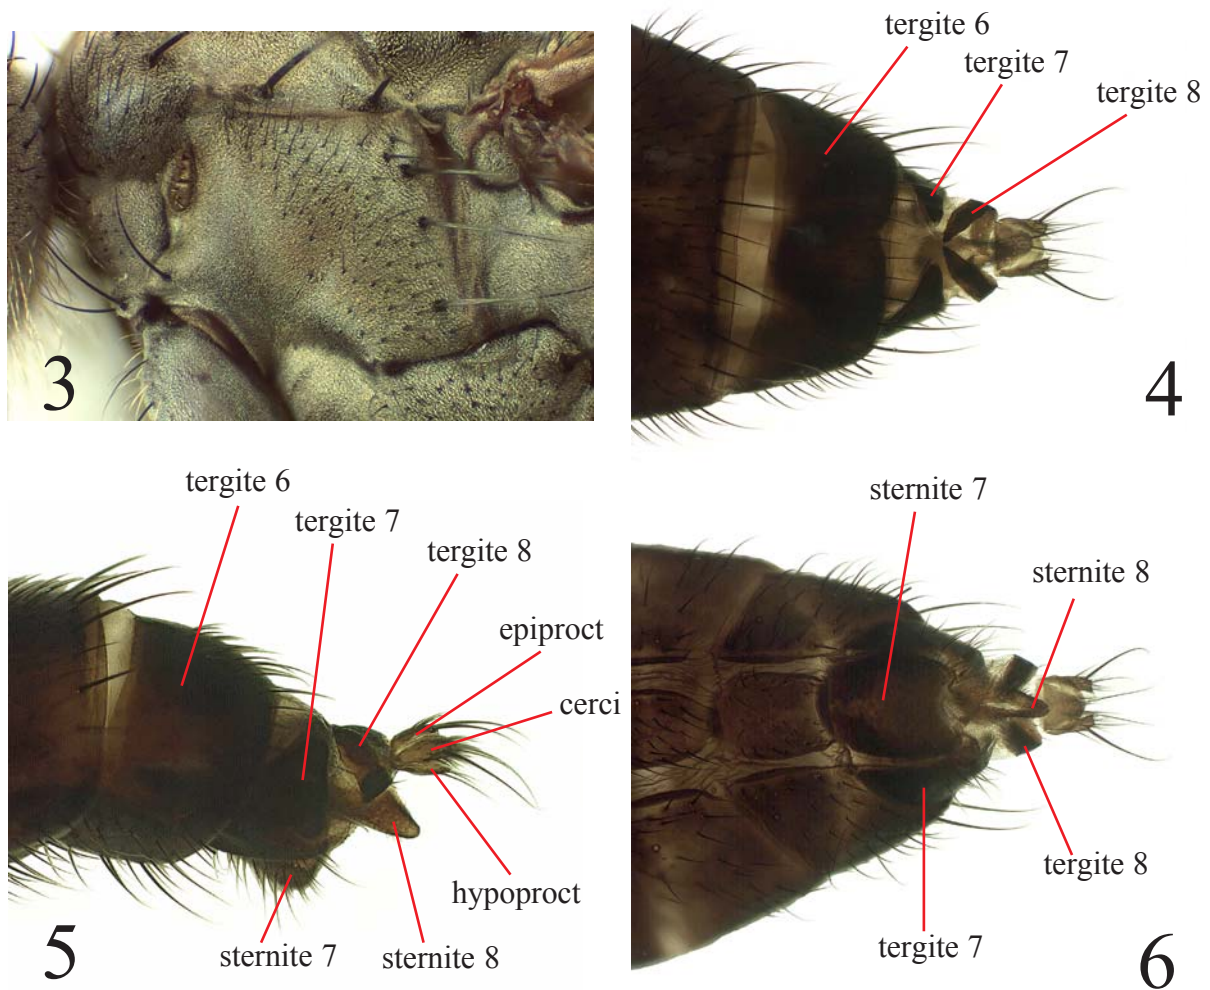 3
tergite 6
tergite 7
tergite 8
4
tergite 6
tergite 7
tergite 8
epiproct
cerci
hypoproct
sternite 8
sternite 7
5
sternite 7
sternite 8
tergite 8
tergite 7
6